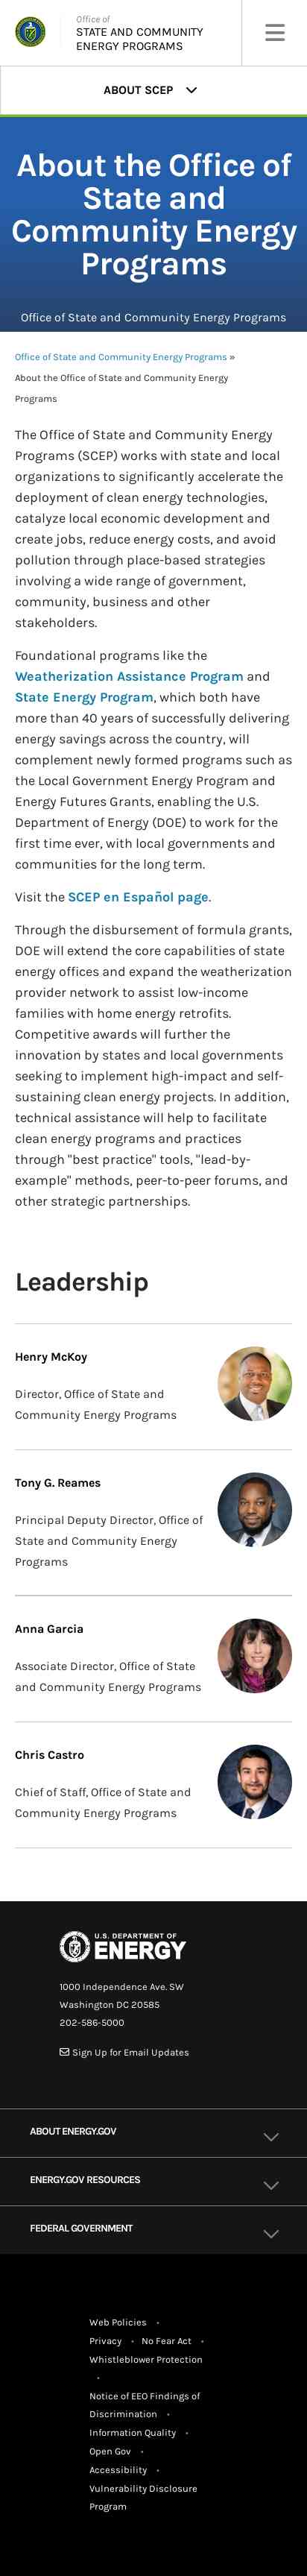 Office of
STATE AND COMMUNITY
ENERGY PROGRAMS
ABOUT SCEP
About the Office of
State and
Community Energy
Programs
Office of State and Community Energy Programs
Office of State and Community Energy Programs »
About the Office of State and Community Energy
Programs
The Office of State and Community Energy
Programs (SCEP) works with state and local
organizations to significantly accelerate the
deployment of clean energy technologies,
catalyze local economic development and
create jobs, reduce energy costs, and avoid
pollution through place-based strategies
involving a wide range of government,
community, business and other
stakeholders.
Foundational programs like the
Weatherization Assistance Program and
State Energy Program, which both have
more than 40 years of successfully delivering
energy savings across the country, will
complement newly formed programs such as
the Local Government Energy Program and
Energy Futures Grants, enabling the U.S.
Department of Energy (DOE) to work for the
first time ever, with local governments and
communities for the long term.
Visit the SCEP en Español page.
Through the disbursement of formula grants,
DOE will extend the core capabilities of state
energy offices and expand the weatherization
provider network to assist low-income
families with home energy retrofits.
Competitive awards will further the
innovation by states and local governments
seeking to implement high-impact and self-
sustaining clean energy projects. In addition,
technical assistance will help to facilitate
clean energy programs and practices
through "best practice" tools, "lead-by-
example" methods, peer-to-peer forums, and
other strategic partnerships.
Leadership
Henry McKoy
Director, Office of State and
Community Energy Programs
Tony G. Reames
Principal Deputy Director, Office of
State and Community Energy
Programs
Anna Garcia
Associate Director, Office of State
and Community Energy Programs
Chris Castro
Chief of Staff, Office of State and
Community Energy Programs
U.S. DEPARTMENT OF
ENERGY
1000 Independence Ave. SW
Washington DC 20585
202-586-5000
Sign Up for Email Updates
ABOUT ENERGY.GOV
ENERGY.GOV RESOURCES
FEDERAL GOVERNMENT
Web Policies •
Privacy • No Fear Act •
Whistleblower Protection
•
Notice of EEO Findings of
Discrimination •
Information Quality •
Open Gov •
Accessibility •
Vulnerability Disclosure
Program